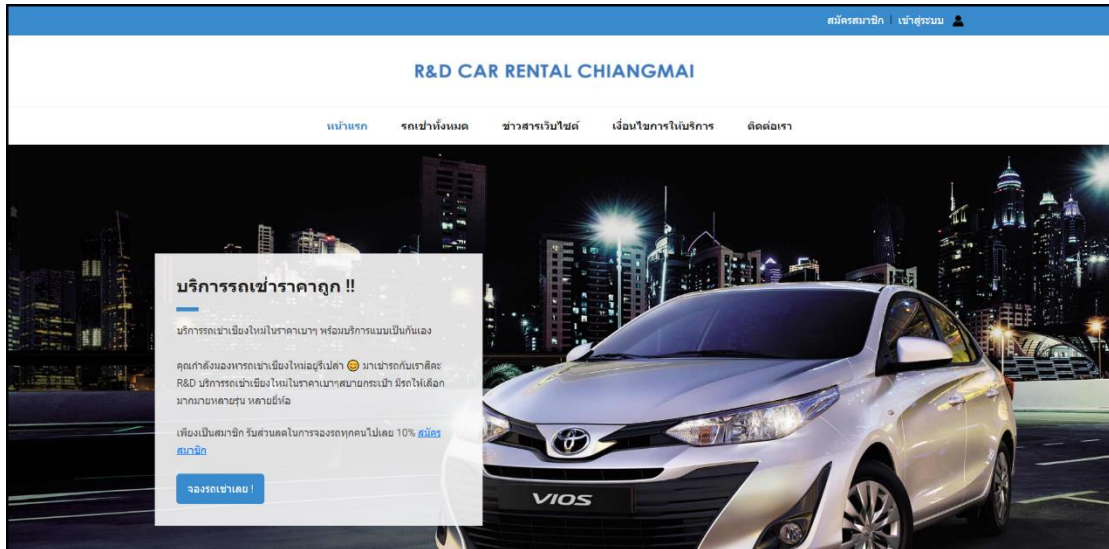 สมัครสมาชิก | เข้าสู่ระบบ
R&D CAR RENTAL CHIANGMAI
หน้าแรก รถเช่าทั้งหมด ข่าวสารเว็บไซต์ เงื่อนไขการให้บริการ ติดต่อเรา
บริการรถเช่าราคาถูก !!
บริการรถเช่าเชียงใหม่ในราคาเบาๆ พร้อมบริการแบบเป็นกันเอง
คุณกำลังมองหารถเช่าเชียงใหม่อยู่รึเปล่า 😊 มาเช่ารถกับเราสิคะ
R&D บริการรถเช่าเชียงใหม่ในราคาเบาๆสบายกระเป๋า มีรถให้เลือก
มากมายหลายรุ่น หลายยี่ห้อ
เพียงเป็นสมาชิก รับส่วนลดในการจองรถทุกคนไปเลย 10% สมัคร
สมาชิก
จองรถเช่าเลย !
VIOS